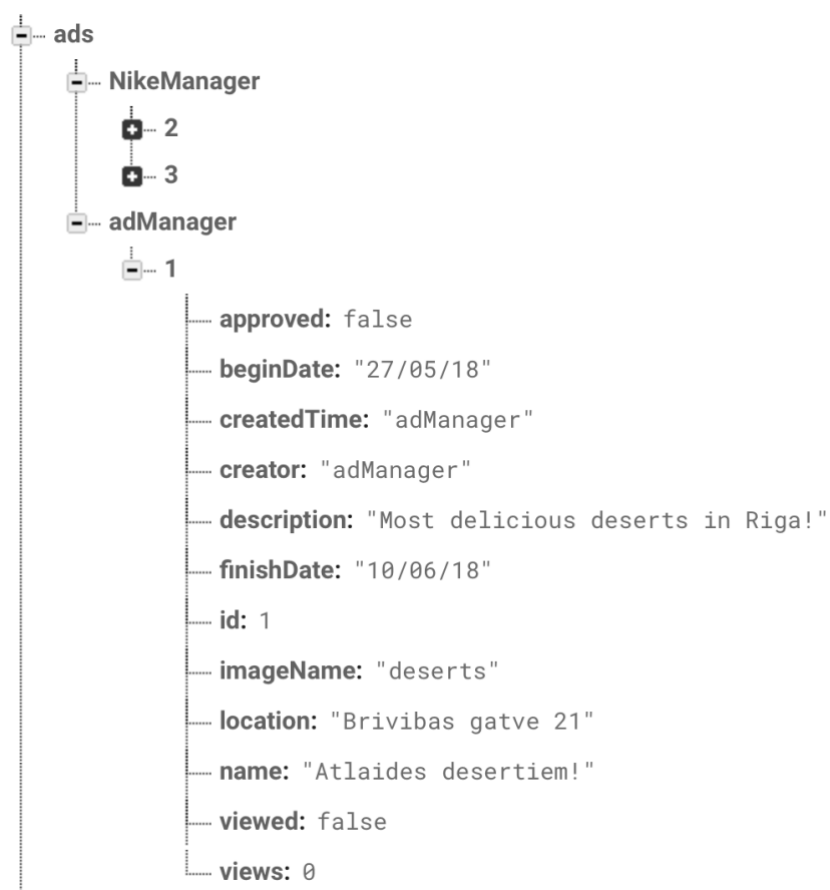 ads
NikeManager
2
3
adManager
1
approved: false
beginDate: "27/05/18"
createdTime: "adManager"
creator: "adManager"
description: "Most delicious deserts in Riga!"
finishDate: "10/06/18"
id: 1
imageName: "deserts"
location: "Brivibas gatve 21"
name: "Atlaides desertiem!"
viewed: false
views: 0